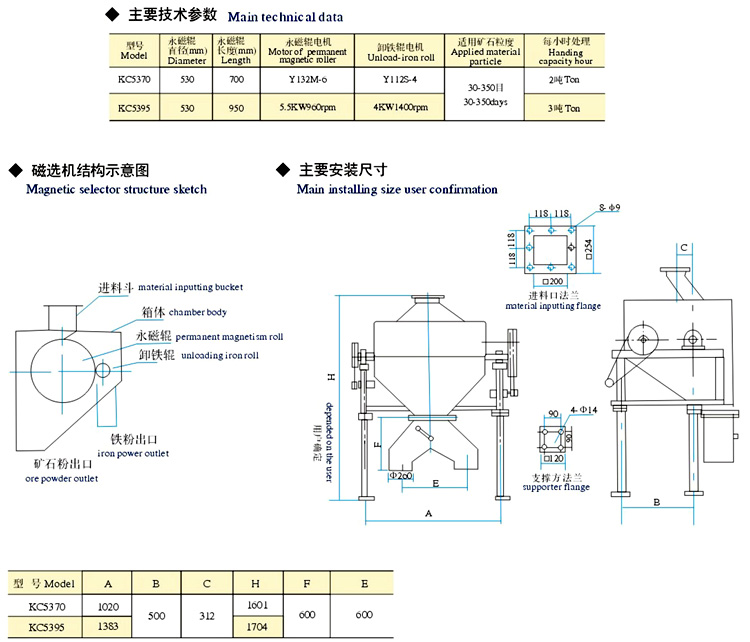 ◆ 主要技术参数 Main technical data
型号 Model 永磁辊直径(mm) Diameter 永磁辊长度(mm) Length 永磁辊电机 Motor of permanent magnetic roller 卸铁辊电机 Unload-iron roll 适用矿石粒度 Applied material particle 每小时处理 Handing capacity hour
KC5370 530 700 Y132M-6 Y112S-4 30-350目 30-350days 2吨Ton
KC5395 530 950 5.5KW960rpm 4KW1400rpm 3吨Ton
◆ 磁选机结构示意图
Magnetic selector structure sketch
进料斗 material inputting bucket
箱体 chamber body
永磁辊 permanent magnetism roll
卸铁辊 unloading iron roll
铁粉出口
iron power outlet
矿石粉出口
ore powder outlet
◆ 主要安装尺寸
Main installing size user confirmation
8-Φ9
118 118
118
118
□254
□200
进料口法兰
material inputting flange
C
H
depended on the user
用户确定
F
Φ260
E
A
4-Φ14
90
90
□120
支撑方法兰
supporter flange
B
型 号 Model A B C H F E
KC5370 1020 500 312 1601 600 600
KC5395 1383 1704